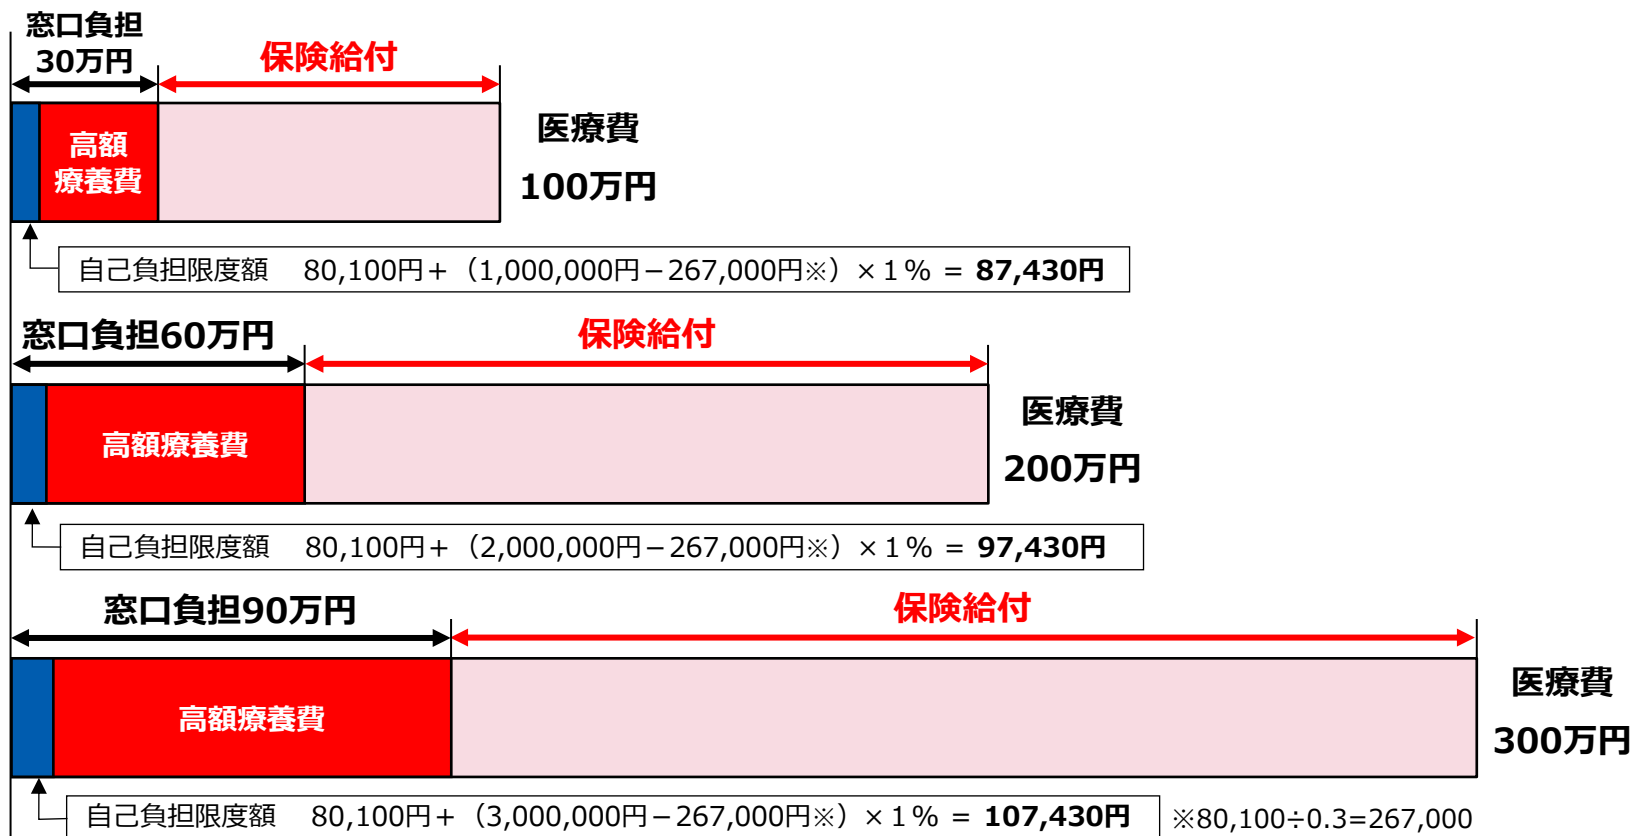 窓口負担
30万円
保険給付
高額
療養費
医療費
100万円
自己負担限度額　80,100円＋（1,000,000円－267,000円※）×１％ = 87,430円
窓口負担60万円
保険給付
高額療養費
医療費
200万円
自己負担限度額　80,100円＋（2,000,000円－267,000円※）×１％ = 97,430円
窓口負担90万円
保険給付
高額療養費
医療費
300万円
自己負担限度額　80,100円＋（3,000,000円－267,000円※）×１％ = 107,430円
※80,100÷0.3=267,000